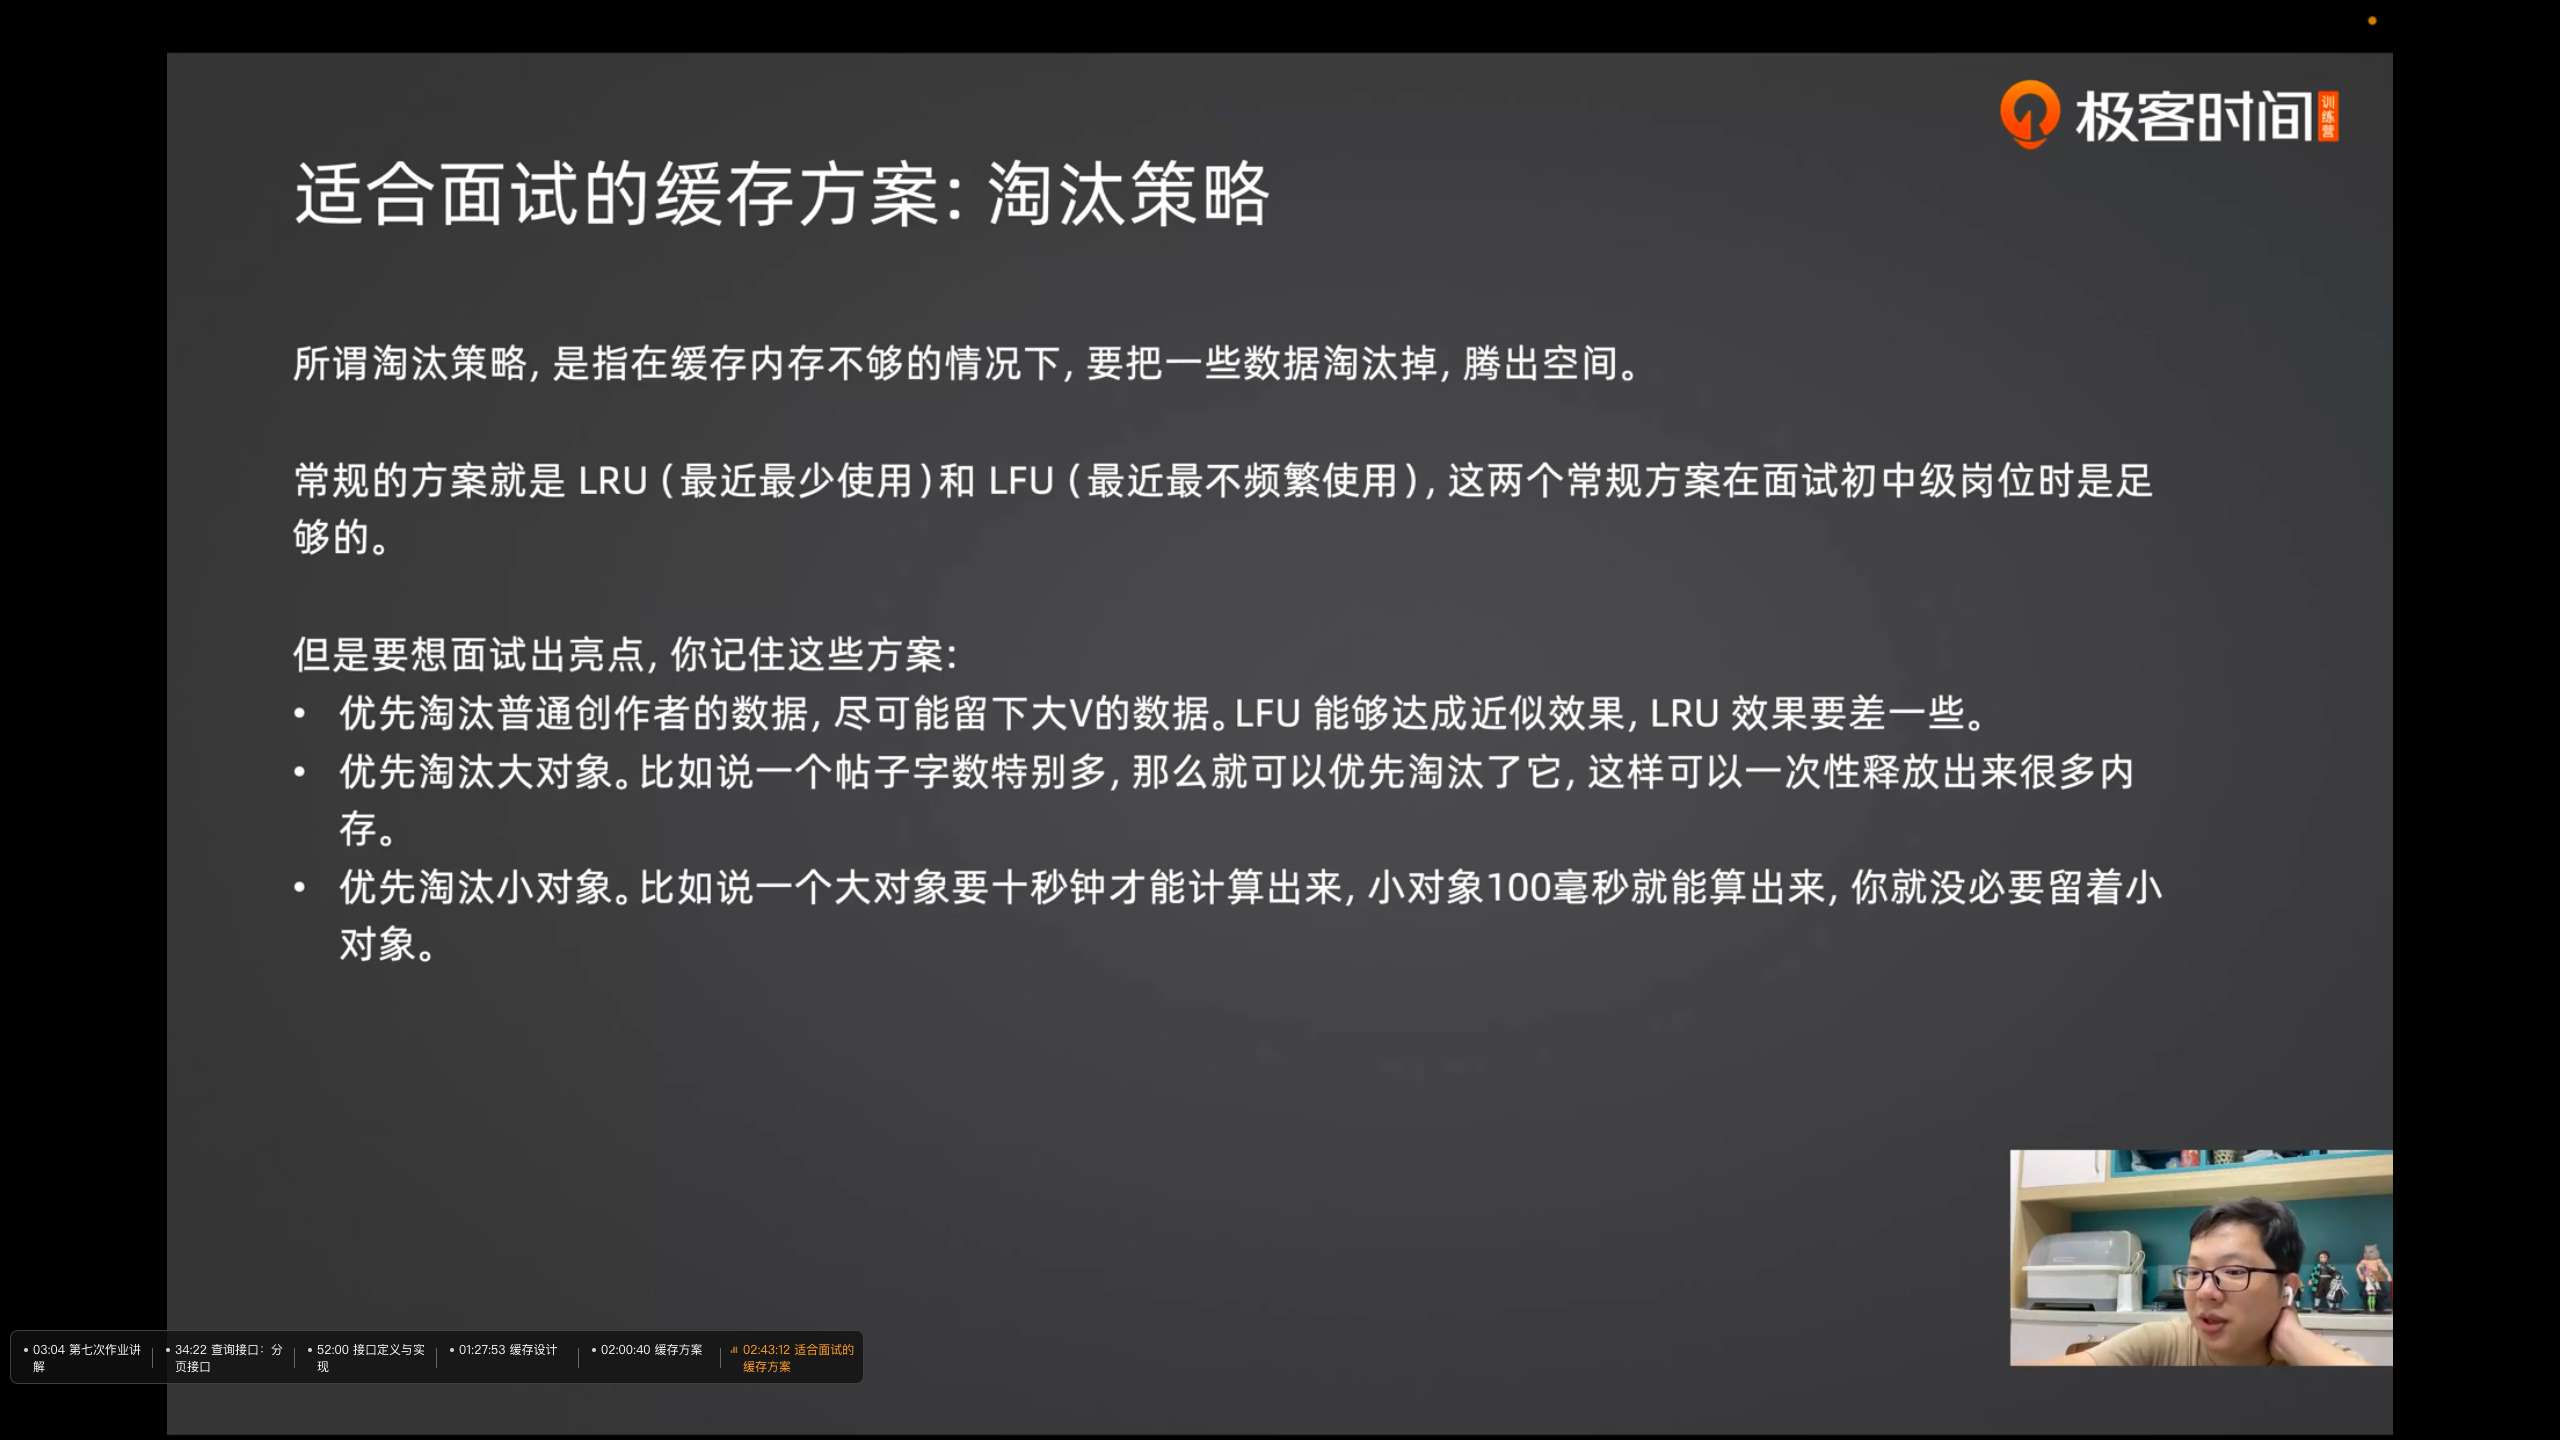 极客时间
训练营
适合面试的缓存方案：淘汰策略
所谓淘汰策略，是指在缓存内存不够的情况下，要把一些数据淘汰掉，腾出空间。
常规的方案就是 LRU（最近最少使用）和 LFU（最近最不频繁使用），这两个常规方案在面试初中级岗位时是足
够的。
但是要想面试出亮点，你记住这些方案：
• 优先淘汰普通创作者的数据，尽可能留下大V的数据。LFU 能够达成近似效果，LRU 效果要差一些。
• 优先淘汰大对象。比如说一个帖子字数特别多，那么就可以优先淘汰了它，这样可以一次性释放出来很多内
存。
• 优先淘汰小对象。比如说一个大对象要十秒钟才能计算出来，小对象100毫秒就能算出来，你就没必要留着小
对象。
• 03:04 第七次作业讲
解
• 34:22 查询接口：分
页接口
• 52:00 接口定义与实
现
• 01:27:53 缓存设计
• 02:00:40 缓存方案
02:43:12 适合面试的
缓存方案